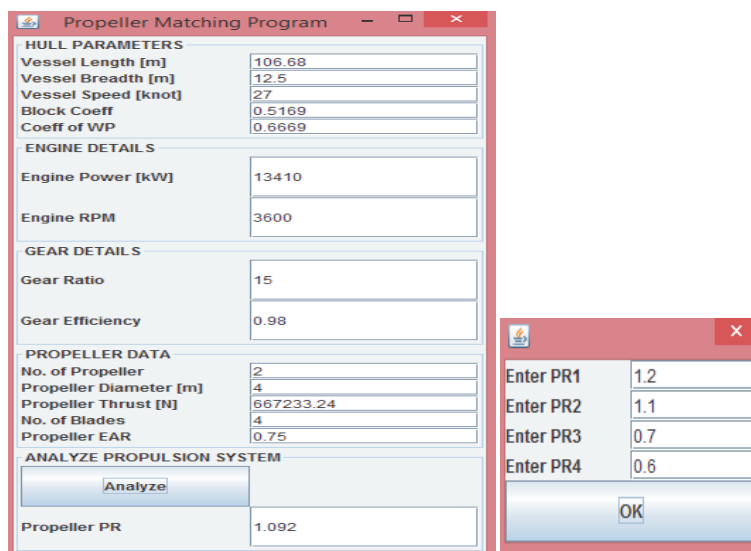 Propeller Matching Program
HULL PARAMETERS
Vessel Length [m] 106.68
Vessel Breadth [m] 12.5
Vessel Speed [knot] 27
Block Coeff 0.5169
Coeff of WP 0.6669
ENGINE DETAILS
Engine Power [kW] 13410
Engine RPM 3600
GEAR DETAILS
Gear Ratio 15
Gear Efficiency 0.98
PROPELLER DATA
No. of Propeller 2
Propeller Diameter [m] 4
Propeller Thrust [N] 667233.24
No. of Blades 4
Propeller EAR 0.75
ANALYZE PROPULSION SYSTEM
Analyze
Propeller PR 1.092
Enter PR1 1.2
Enter PR2 1.1
Enter PR3 0.7
Enter PR4 0.6
OK